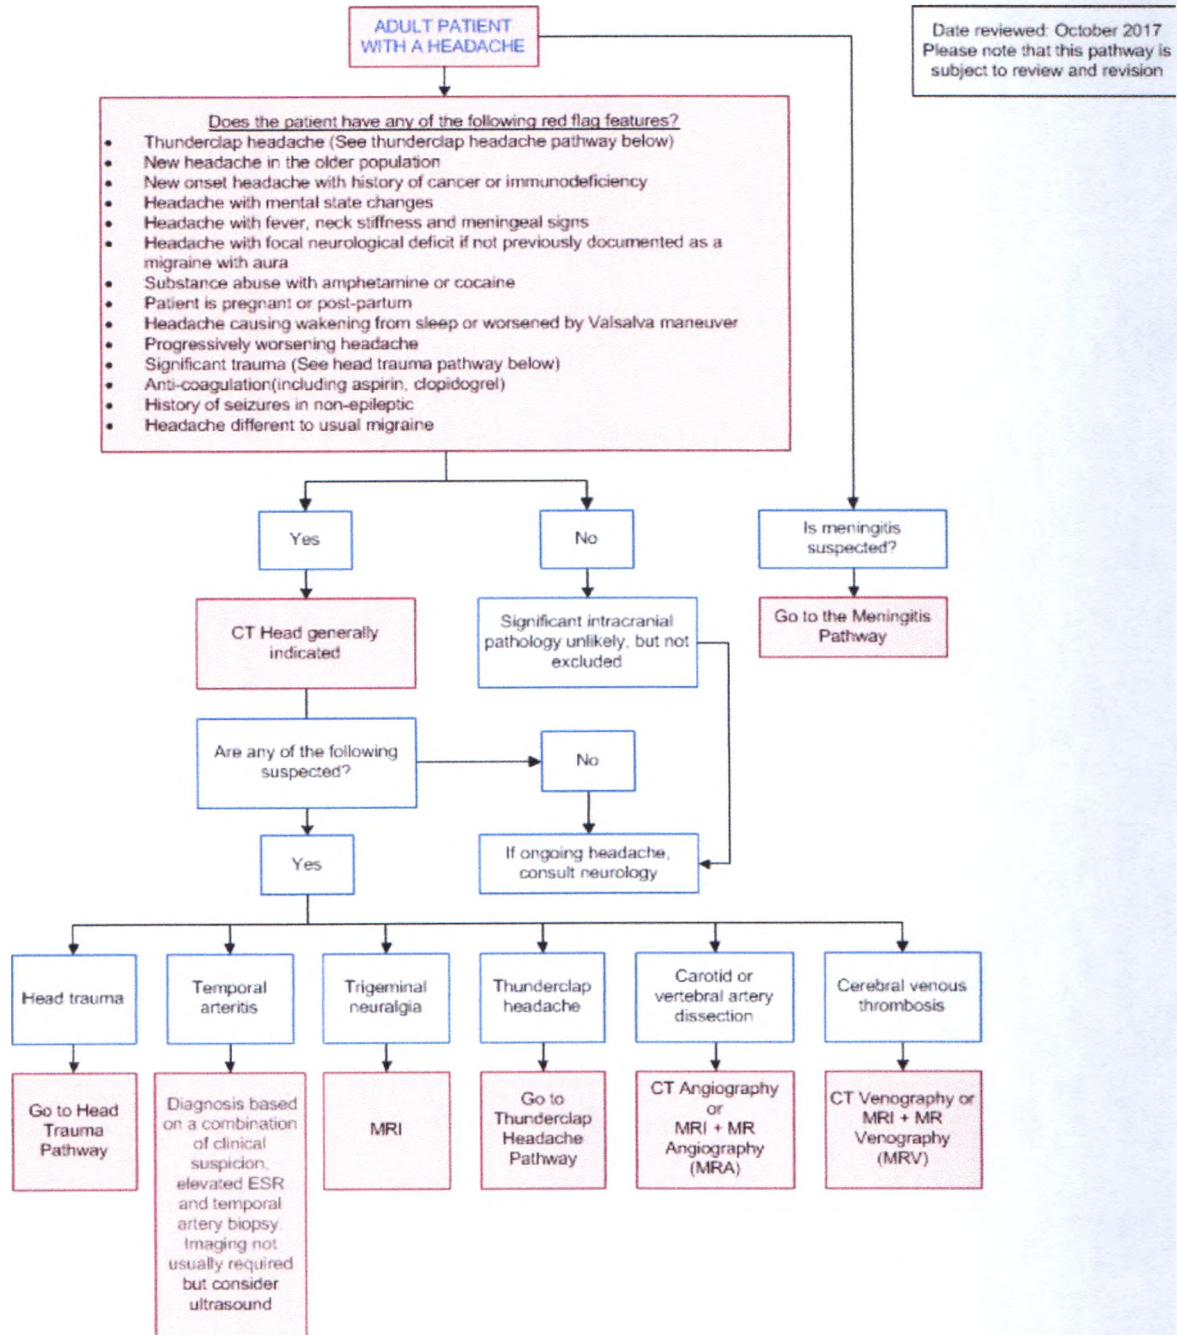 ADULT PATIENT
WITH A HEADACHE
Date reviewed: October 2017
Please note that this pathway is
subject to review and revision
Does the patient have any of the following red flag features?
• Thunderclap headache (See thunderclap headache pathway below)
• New headache in the older population
• New onset headache with history of cancer or immunodeficiency
• Headache with mental state changes
• Headache with fever, neck stiffness and meningeal signs
• Headache with focal neurological deficit if not previously documented as a
migraine with aura
• Substance abuse with amphetamine or cocaine
• Patient is pregnant or post-partum
• Headache causing wakening from sleep or worsened by Valsalva maneuver
• Progressively worsening headache
• Significant trauma (See head trauma pathway below)
• Anti-coagulation(including aspirin, clopidogrel)
• History of seizures in non-epileptic
• Headache different to usual migraine
Yes
No
Is meningitis
suspected?
CT Head generally
indicated
Significant intracranial
pathology unlikely, but not
excluded
Go to the Meningitis
Pathway
Are any of the following
suspected?
No
Yes
If ongoing headache,
consult neurology
Head trauma
Temporal
arteritis
Trigeminal
neuralgia
Thunderclap
headache
Carotid or
vertebral artery
dissection
Cerebral venous
thrombosis
Go to Head
Trauma
Pathway
Diagnosis based
on a combination
of clinical
suspicion,
elevated ESR
and temporal
artery biopsy.
Imaging not
usually required
but consider
ultrasound
MRI
Go to
Thunderclap
Headache
Pathway
CT Angiography
or
MRI + MR
Angiography
(MRA)
CT Venography or
MRI + MR
Venography
(MRV)